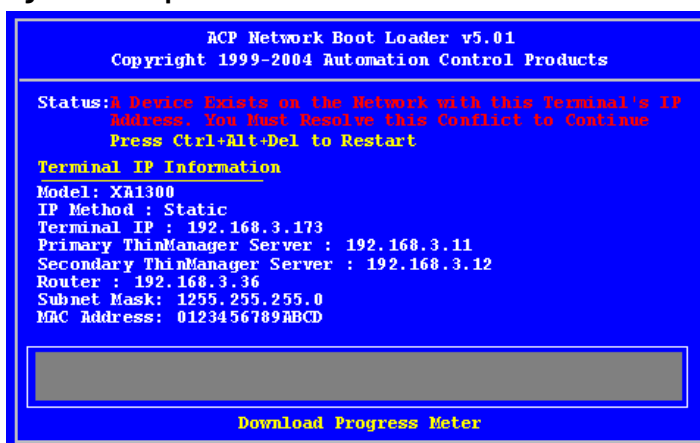 ACP Network Boot Loader v5.01
Copyright 1999-2004 Automation Control Products
Status:A Device Exists on the Network with this Terminal's IP
Address. You Must Resolve this Conflict to Continue
Press Ctrl+Alt+Del to Restart
Terminal IP Information
Model: XA1300
IP Method : Static
Terminal IP : 192.168.3.173
Primary ThinManager Server : 192.168.3.11
Secondary ThinManager Server : 192.168.3.12
Router : 192.168.3.36
Subnet Mask: 1255.255.255.0
MAC Address: 0123456789ABCD
Download Progress Meter